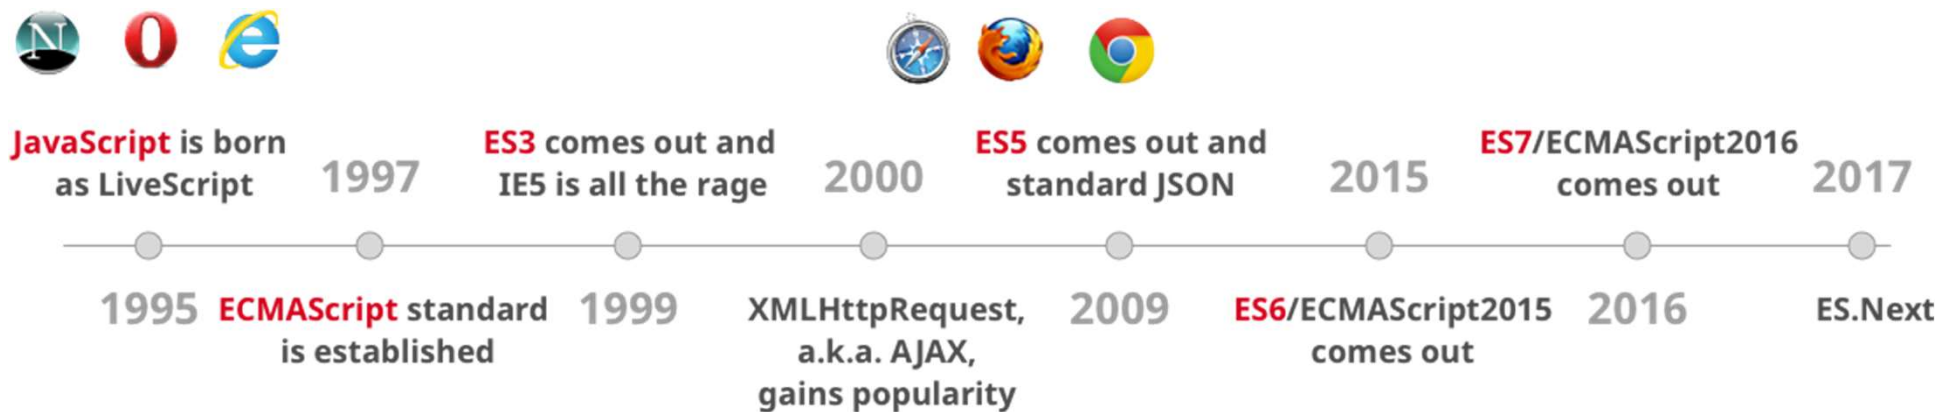 N
JavaScript is born
as LiveScript
1995
1997
ECMAScript standard
is established
ES3 comes out and
IE5 is all the rage
1999
2000
XMLHttpRequest,
a.k.a. AJAX,
gains popularity
ES5 comes out and
standard JSON
2009
2015
ES6/ECMAScript2015
comes out
ES7/ECMAScript2016
comes out
2016
2017
ES.Next